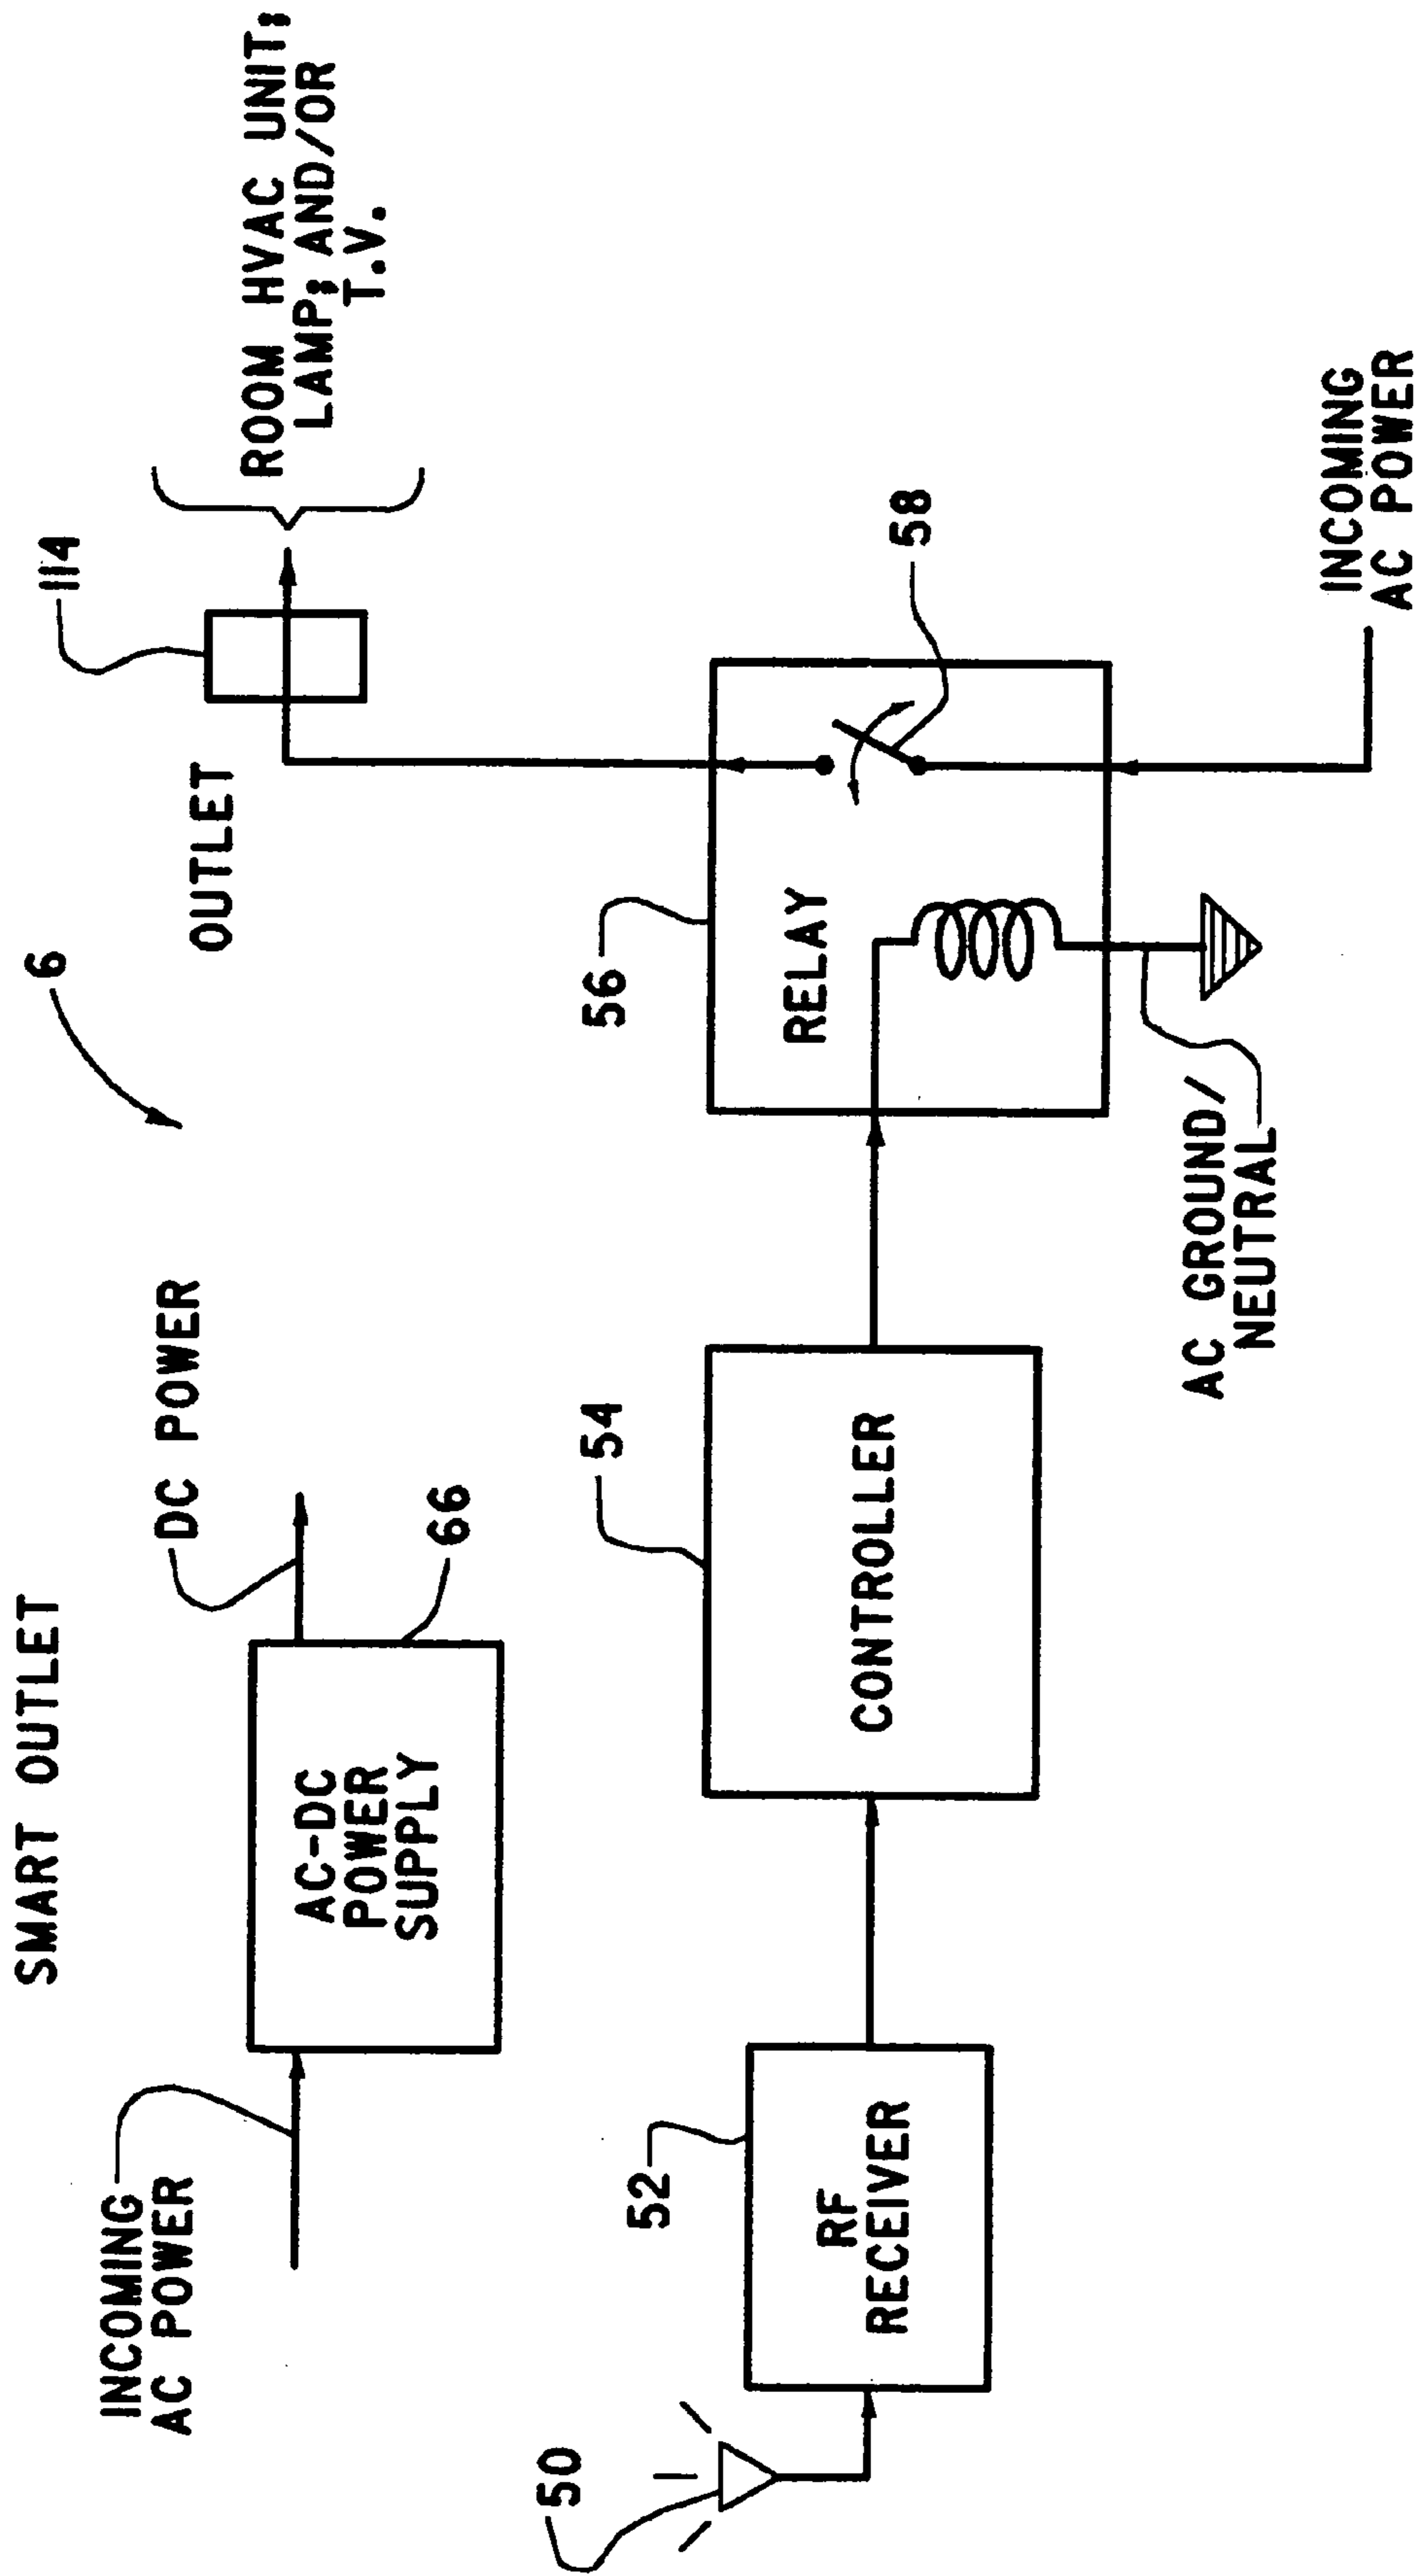 SMART OUTLET
INCOMING
AC POWER
AC-DC
POWER
SUPPLY
66
DC POWER
6
OUTLET
114
ROOM HVAC UNIT;
LAMP; AND/OR
T.V.
50
52
RF
RECEIVER
54
CONTROLLER
56
RELAY
58
AC GROUND/
NEUTRAL
INCOMING
AC POWER